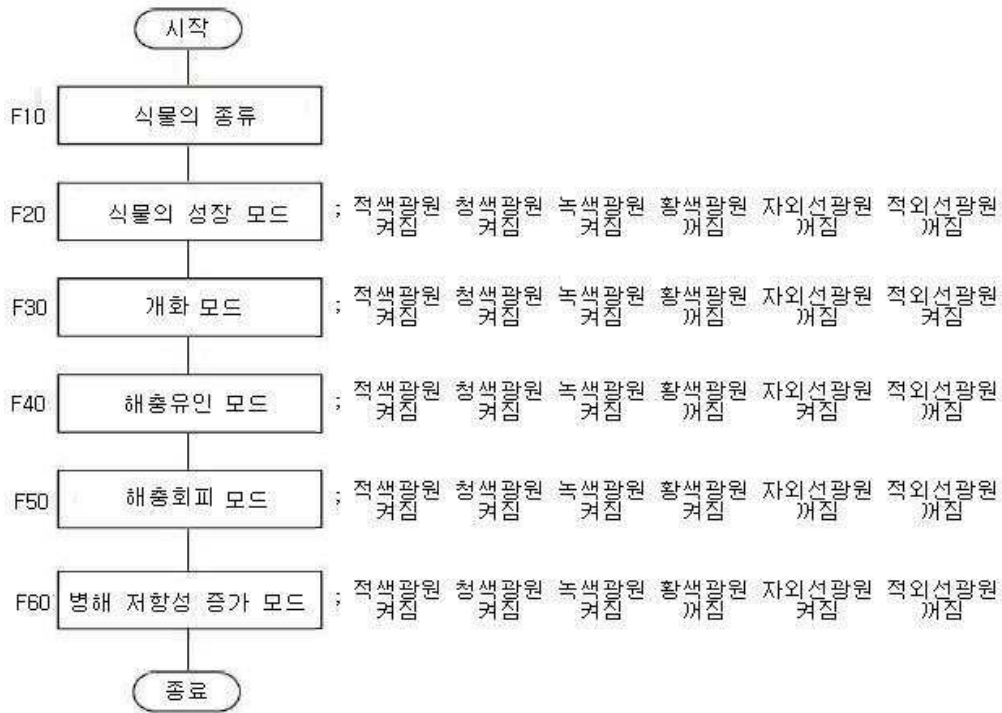 시작
F10 식물의 종류
F20 식물의 성장 모드 ; 적색광원 청색광원 녹색광원 황색광원 자외선광원 적외선광원
켜짐 켜짐 켜짐 꺼짐 꺼짐 꺼짐
F30 개화 모드 ; 적색광원 청색광원 녹색광원 황색광원 자외선광원 적외선광원
켜짐 켜짐 켜짐 꺼짐 꺼짐 켜짐
F40 해충유인 모드 ; 적색광원 청색광원 녹색광원 황색광원 자외선광원 적외선광원
켜짐 켜짐 켜짐 꺼짐 켜짐 꺼짐
F50 해충회피 모드 ; 적색광원 청색광원 녹색광원 황색광원 자외선광원 적외선광원
켜짐 켜짐 켜짐 켜짐 꺼짐 꺼짐
F60 병해 저항성 증가 모드 ; 적색광원 청색광원 녹색광원 황색광원 자외선광원 적외선광원
켜짐 켜짐 켜짐 꺼짐 켜짐 꺼짐
종료